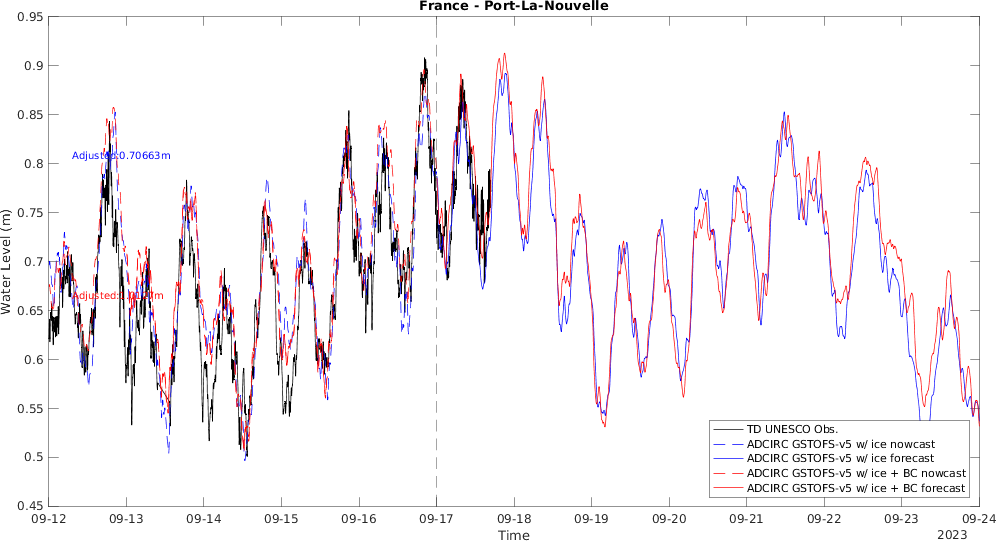 France - Port-La-Nouvelle
Water Level (m)
0.95
0.9
0.85
0.8
0.75
0.7
0.65
0.6
0.55
0.5
0.45
Adjusted:0.70663m
TD UNESCO Obs.
ADCIRC GSTOFS-v5 w/ ice nowcast
ADCIRC GSTOFS-v5 w/ ice forecast
ADCIRC GSTOFS-v5 w/ ice + BC nowcast
ADCIRC GSTOFS-v5 w/ ice + BC forecast
09-12 09-13 09-14 09-15 09-16 09-17 09-18 09-19 09-20 09-21 09-22 09-23 09-24
Time
2023